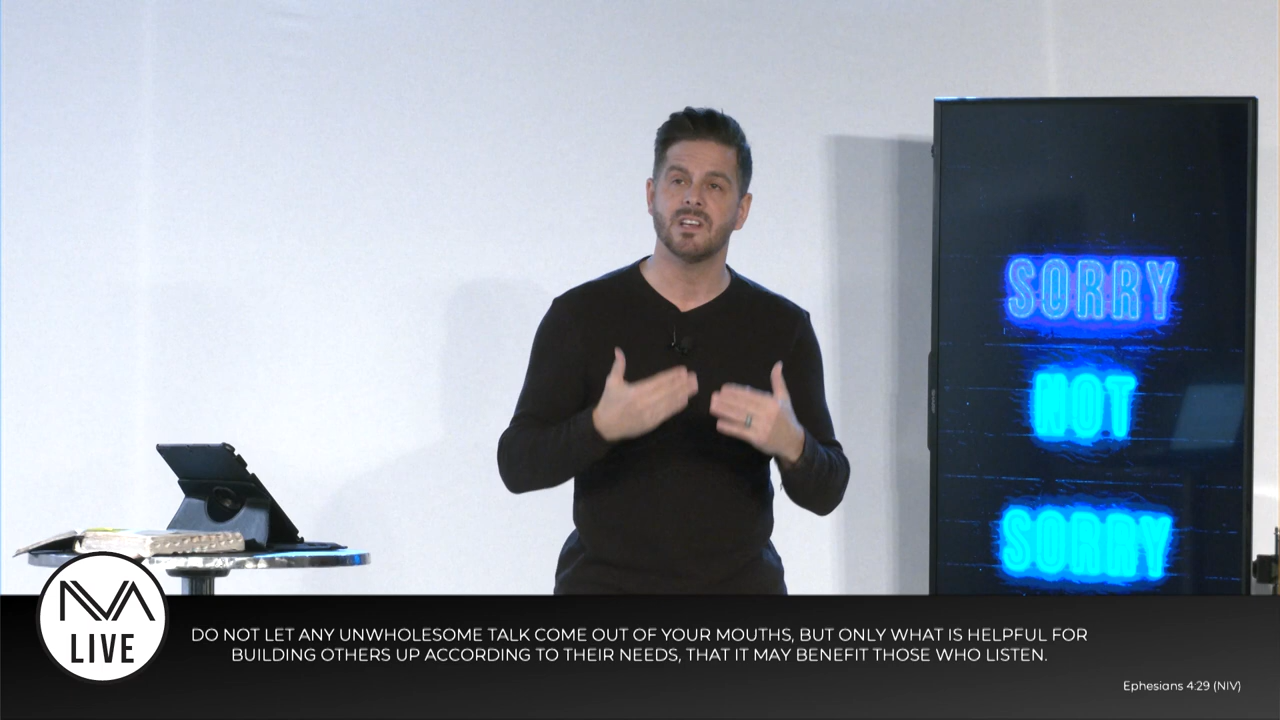 SORRY
NOT
SORRY
NVA
LIVE
DO NOT LET ANY UNWHOLESOME TALK COME OUT OF YOUR MOUTHS, BUT ONLY WHAT IS HELPFUL FOR
BUILDING OTHERS UP ACCORDING TO THEIR NEEDS, THAT IT MAY BENEFIT THOSE WHO LISTEN.
Ephesians 4:29 (NIV)